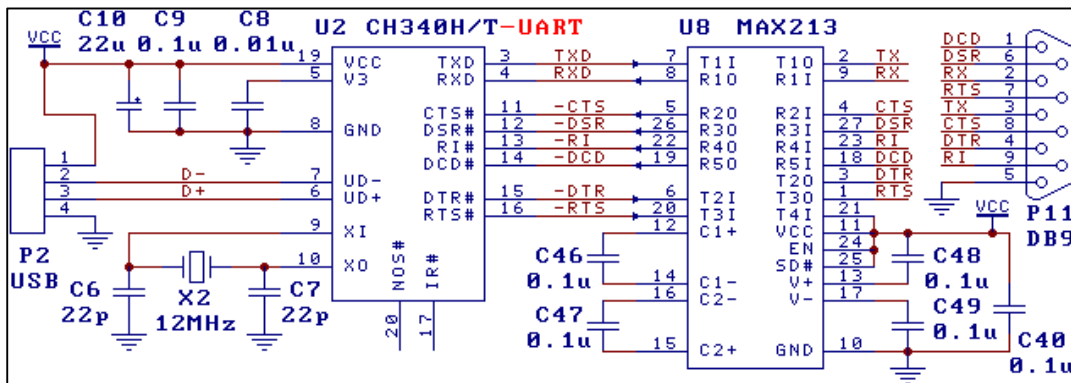 C10 C9 C8
22u 0.1u 0.01u
VCC
U2 CH340H/T-UART
U8 MAX213
19 VCC TXD 3 TXD 7 T1I T1O 2 TX
5 V3 RXD 4 RXD 8 R1O R1I 9 RX
CTS# 11 -CTS 5 R2O R2I 4 CTS
8 GND DSR# 12 -DSR 26 R3O R3I 27 DSR
RI# 13 -RI 22 R4O R4I 23 RI
DCD# 14 -DCD 19 R5O R5I 18 DCD
T2O 3 DTR
7 UD- DTR# 15 -DTR 6 T2I T3O 1 RTS
6 UD+ RTS# 16 -RTS 20 T3I T4I 21
12 C1+ VCC 11
EN 24
SD# 25
14 C1- V+ 13
16 C2- V- 17
15 C2+ GND 10
9 XI
10 XO
NOS# IR#
20 17
1
2 D-
3 D+
4
P2
USB
C6
22p
X2
12MHz
C7
22p
C46
0.1u
C47
0.1u
C48
0.1u
C49
0.1u
C40
0.1u
VCC
DCD 1
DSR 6
RX 2
RTS 7
TX 3
CTS 8
DTR 4
RI 9
5
P11
DB9